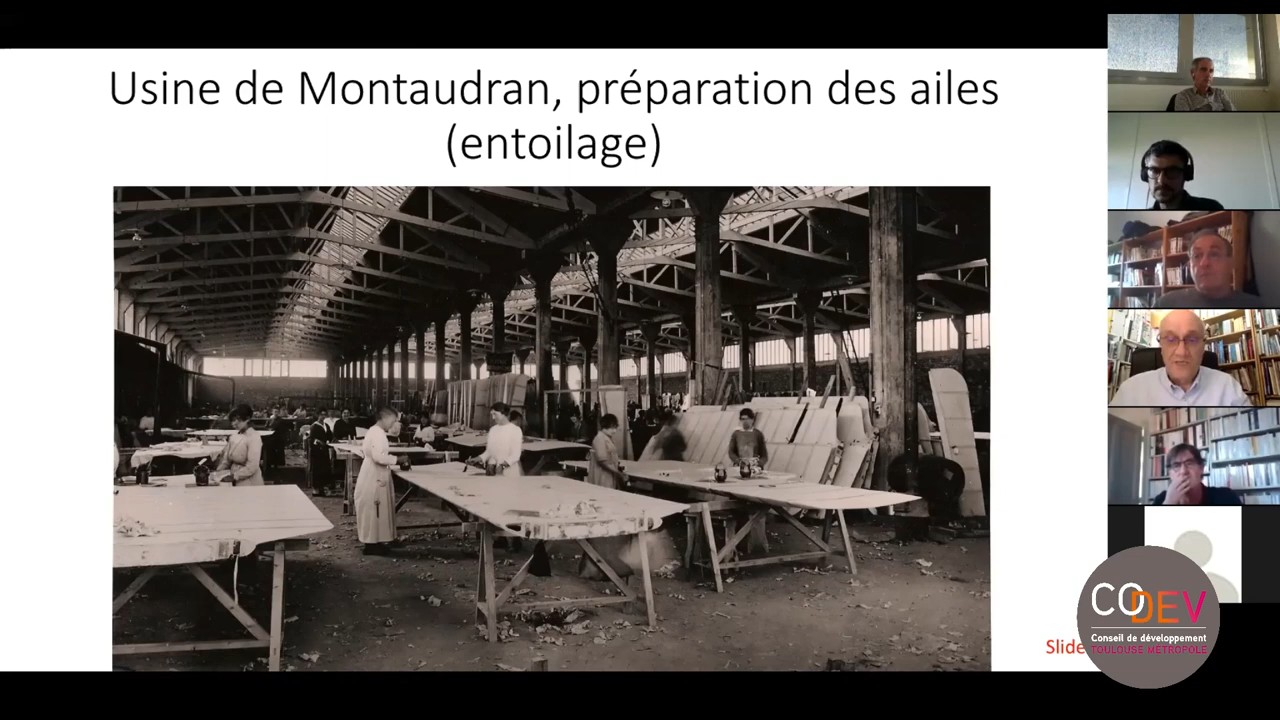 Usine de Montaudran, préparation des ailes
(entoilage)
Slide
CODEV
Conseil de développement
TOULOUSE MÉTROPOLE